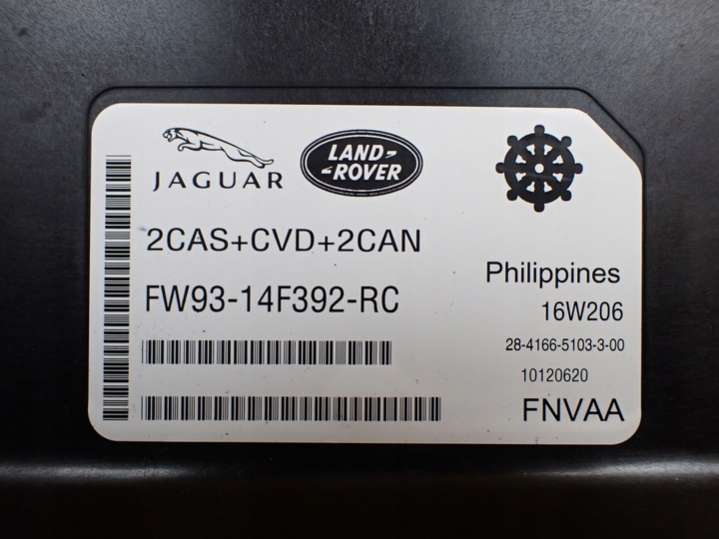 JAGUAR
LAND-
-ROVER
2CAS+CVD+2CAN
FW93-14F392-RC
Philippines
16W206
28-4166-5103-3-00
10120620
FNVAA